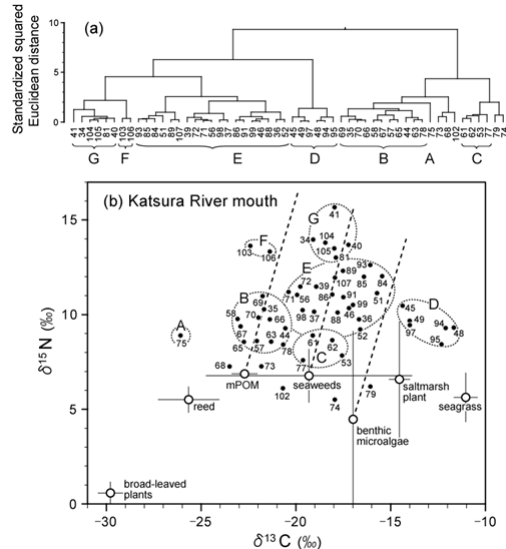 (a)
Standardized squared
Euclidean distance
10
5
0
41 34 104 105 81 40 103 106 93 85 84 51 89 107 39 72 71 56 98 37 86 91 99 46 88 36 52 45 49 97 48 94 95 69 35 70 66 58 67 57 65 44 63 78 75 73 68 102 61 62 53 77 79 74
G F E D B A C
(b) Katsura River mouth
15
10
5
0
δ15N (‰)
41
G
34 104
105
40
81
F
103 106
93
E
72 39 107 89 85 84
71 56 86 91 51
69
B
70 35
98 37 99
88 46 36
52
58 66
67 63 44
65 57 78
A
75
D
45
49
97 94 48
95
61 62
C
77 53
68 73
mPOM
seaweeds
102
74
79
reed
saltmarsh
plant
seagrass
benthic
microalgae
broad-leaved
plants
−30 −25 −20 −15 −10
δ13C (‰)